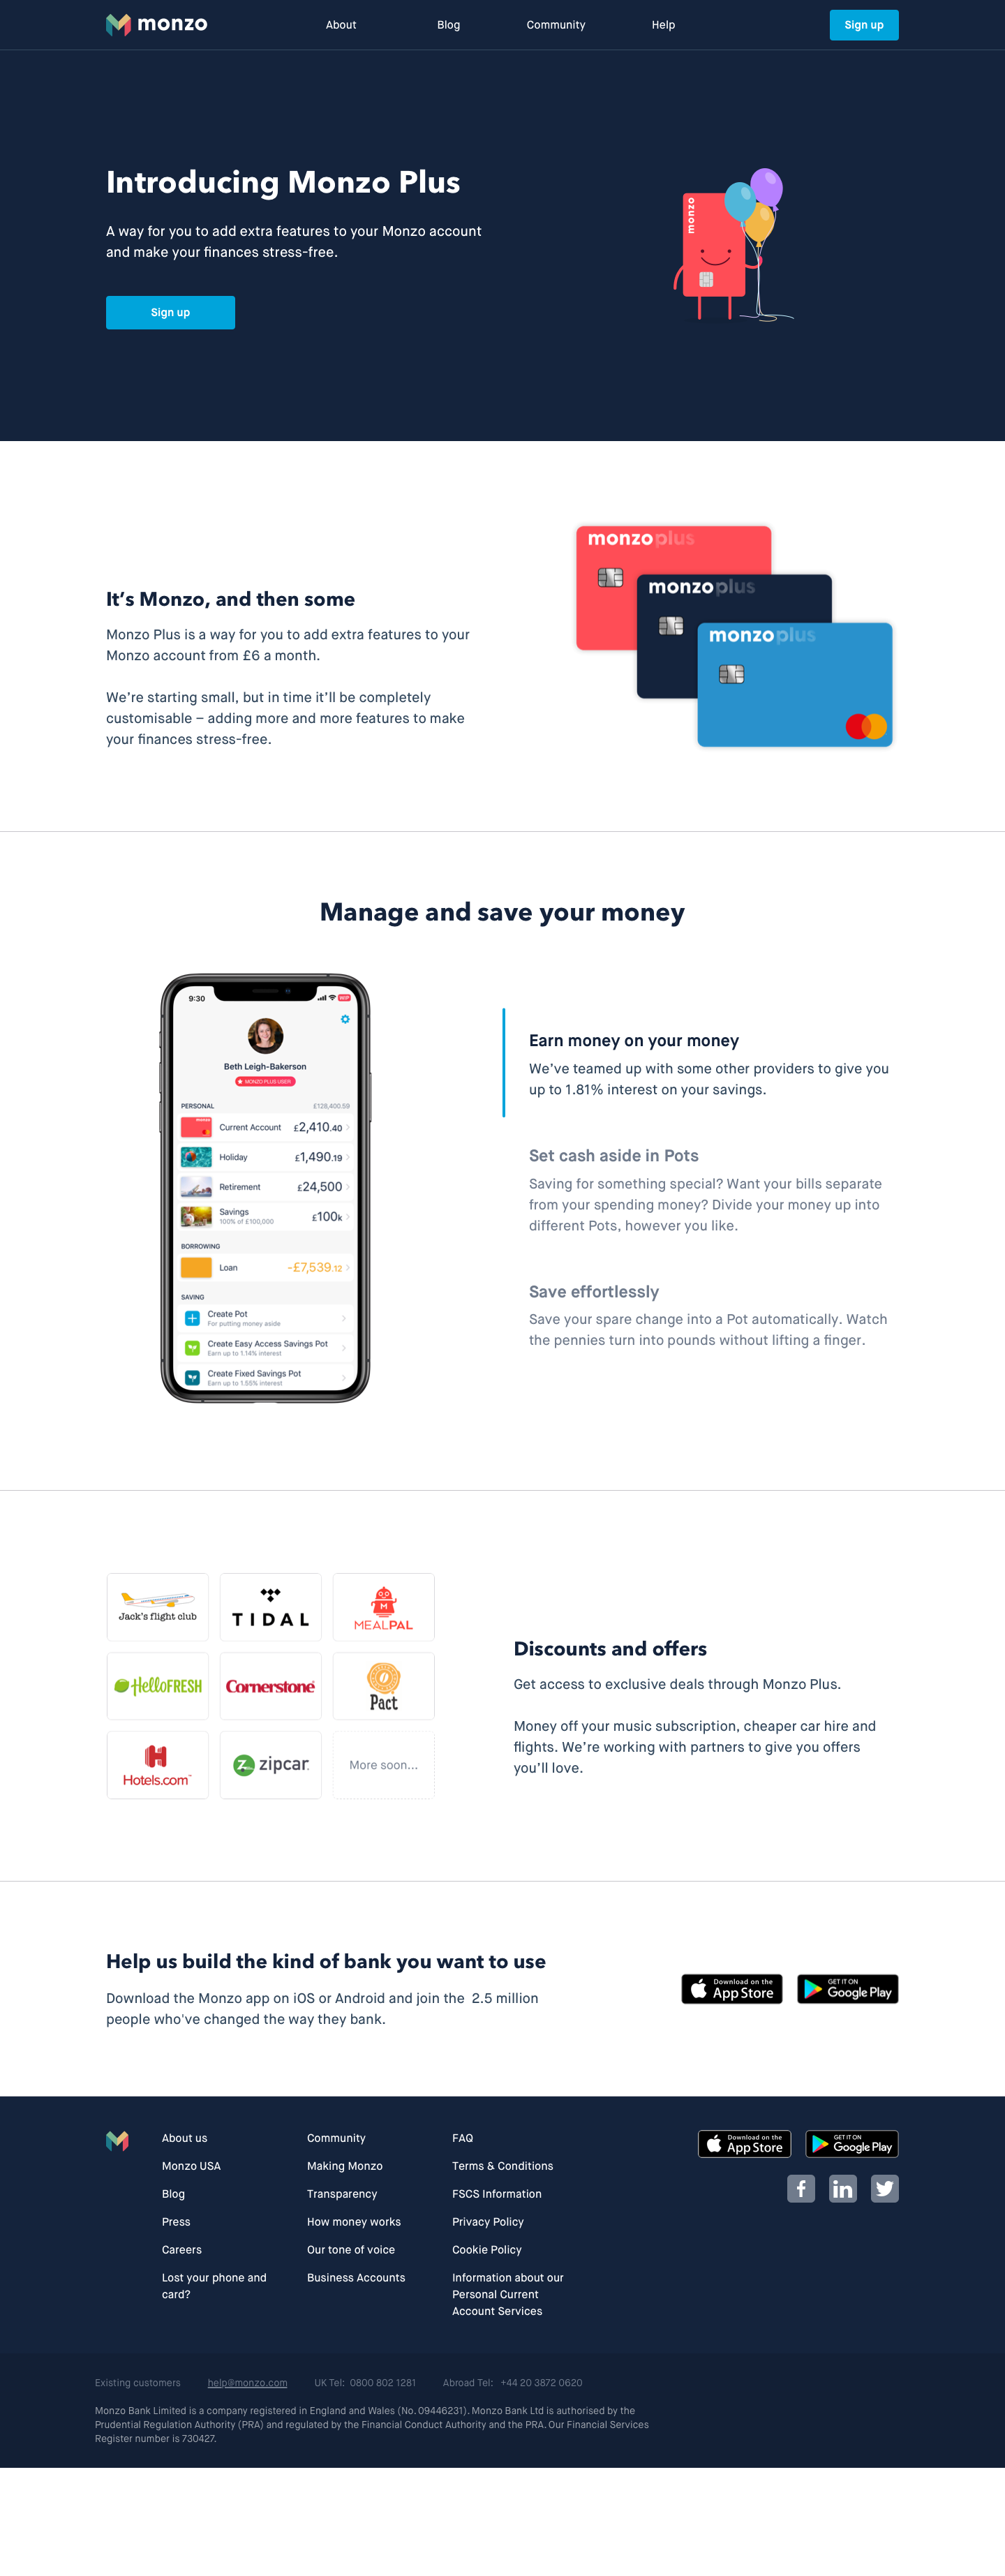 monzo
About
Blog
Community
Help
Sign up
Introducing Monzo Plus
A way for you to add extra features to your Monzo account
and make your finances stress-free.
Sign up
monzo
It’s Monzo, and then some
Monzo Plus is a way for you to add extra features to your
Monzo account from £6 a month.
We’re starting small, but in time it’ll be completely
customisable – adding more and more features to make
your finances stress-free.
monzoplus
monzoplus
monzoplus
Manage and save your money
9:30
Beth Leigh-Bakerson
MONZO PLUS USER
PERSONAL £128,400.59
Current Account £2,410.40
Holiday £1,490.19
Retirement £24,500
Savings £100k
100% of £100,000
BORROWING
Loan -£7,539.12
SAVING
Create Pot
For putting money aside
Create Easy Access Savings Pot
Earn up to 1.14% interest
Create Fixed Savings Pot
Earn up to 1.55% interest
Earn money on your money
We’ve teamed up with some other providers to give you
up to 1.81% interest on your savings.
Set cash aside in Pots
Saving for something special? Want your bills separate
from your spending money? Divide your money up into
different Pots, however you like.
Save effortlessly
Save your spare change into a Pot automatically. Watch
the pennies turn into pounds without lifting a finger.
Jack's flight club
TIDAL
M
MEALPAL
HelloFRESH
Cornerstone
Pact
H
Hotels.com™
Z
zipcar
More soon...
Discounts and offers
Get access to exclusive deals through Monzo Plus.
Money off your music subscription, cheaper car hire and
flights. We’re working with partners to give you offers
you’ll love.
Help us build the kind of bank you want to use
Download the Monzo app on iOS or Android and join the  2.5 million
people who've changed the way they bank.
Download on the
App Store
GET IT ON
Google Play
About us
Monzo USA
Blog
Press
Careers
Lost your phone and
card?
Community
Making Monzo
Transparency
How money works
Our tone of voice
Business Accounts
FAQ
Terms & Conditions
FSCS Information
Privacy Policy
Cookie Policy
Information about our
Personal Current
Account Services
Download on the
App Store
GET IT ON
Google Play
f
in
Existing customers help@monzo.com UK Tel: 0800 802 1281 Abroad Tel: +44 20 3872 0620
Monzo Bank Limited is a company registered in England and Wales (No. 09446231). Monzo Bank Ltd is authorised by the
Prudential Regulation Authority (PRA) and regulated by the Financial Conduct Authority and the PRA. Our Financial Services
Register number is 730427.